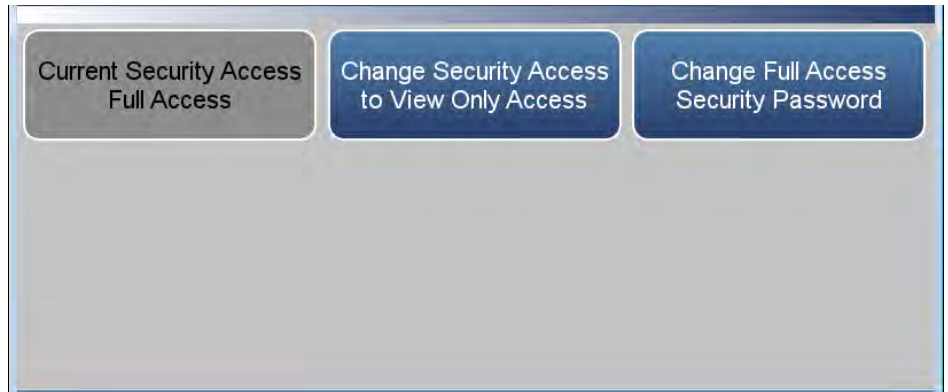 Current Security Access
Full Access
Change Security Access
to View Only Access
Change Full Access
Security Password